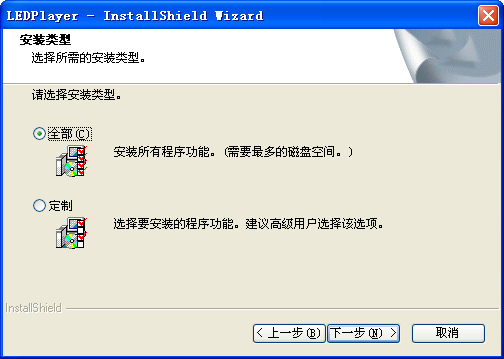 LEDPlayer - InstallShield Wizard
安装类型
选择所需的安装类型。
请选择安装类型。
全部(C)
安装所有程序功能。(需要最多的磁盘空间。)
定制
选择要安装的程序功能。建议高级用户选择该选项。
InstallShield
< 上一步(B) 下一步(N) > 取消